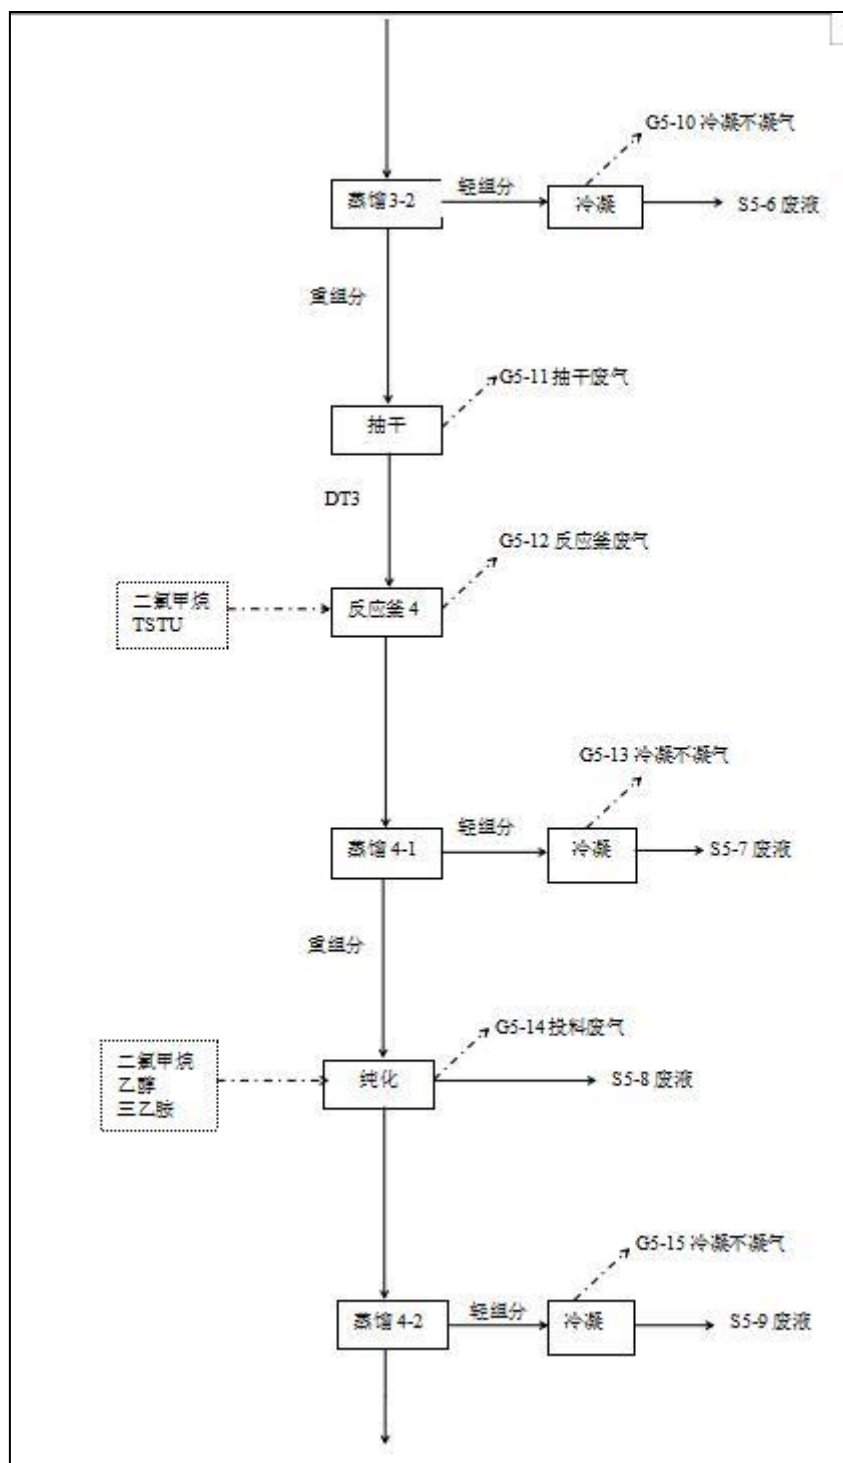 G5-10 冷凝不凝气
蒸馏3-2
轻组分
冷凝
S5-6 废液
重组分
G5-11 抽干废气
抽干
DT3
G5-12 反应釜废气
二氯甲烷
TSTU
反应釜 4
G5-13 冷凝不凝气
蒸馏 4-1
轻组分
冷凝
S5-7 废液
重组分
G5-14 投料废气
二氯甲烷
乙醇
三乙胺
纯化
S5-8 废液
G5-15 冷凝不凝气
蒸馏 4-2
轻组分
冷凝
S5-9 废液